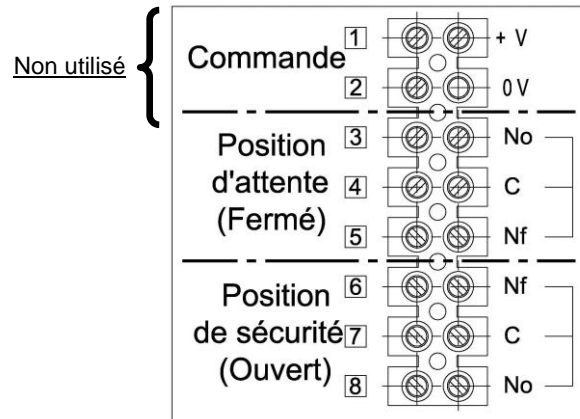 Non utilisé
Commande
1 + V
2 0 V
Position
d'attente
(Fermé)
3 No
4 C
5 Nf
Position
de sécurité
(Ouvert)
6 Nf
7 C
8 No